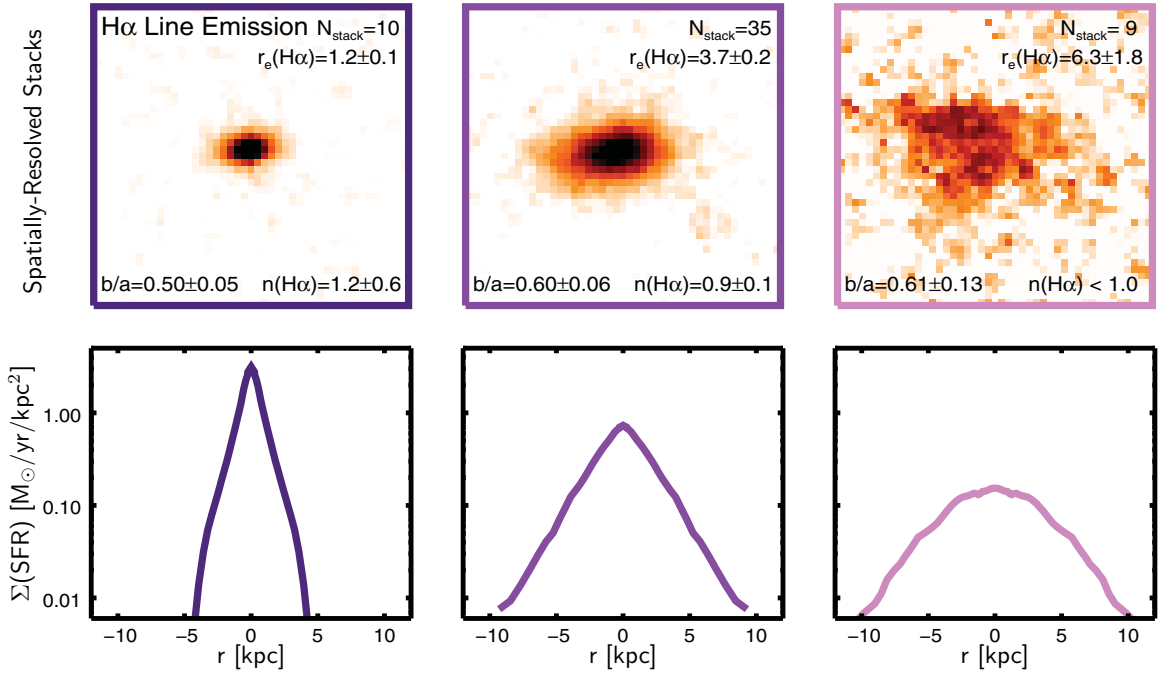 Hα Line Emission N_stack=10
r_e(Hα)=1.2±0.1
b/a=0.50±0.05 n(Hα)=1.2±0.6
N_stack=35
r_e(Hα)=3.7±0.2
b/a=0.60±0.06 n(Hα)=0.9±0.1
N_stack= 9
r_e(Hα)=6.3±1.8
b/a=0.61±0.13 n(Hα) < 1.0
Spatially-Resolved Stacks
Σ(SFR) [M☉/yr/kpc²]
1.00
0.10
0.01
−10 −5 0 5 10
r [kpc]
−10 −5 0 5 10
r [kpc]
−10 −5 0 5 10
r [kpc]